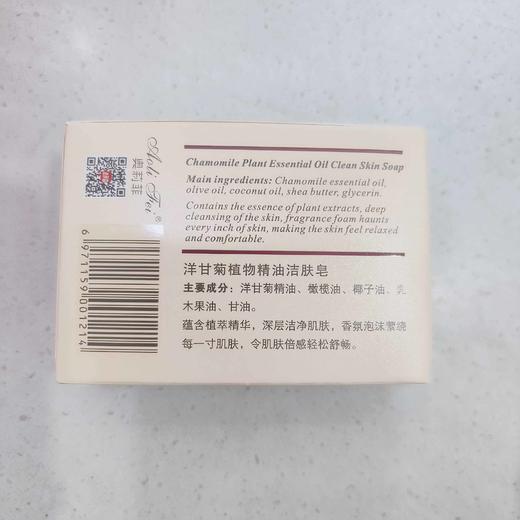 Chamomile Plant Essential Oil Clean Skin Soap
Main ingredients: Chamomile essential oil,
olive oil, coconut oil, shea butter, glycerin.
Contains the essence of plant extracts, deep
cleansing of the skin, fragrance foam haunts
every inch of skin, making the skin feel relaxed
and comfortable.
洋甘菊植物精油洁肤皂
主要成分：洋甘菊精油、橄榄油、椰子油、乳
木果油、甘油。
蕴含植萃精华，深层洁净肌肤，香氛泡沫萦绕
每一寸肌肤，令肌肤倍感轻松舒畅。
Aoli Fei®
奥莉菲
6971159001214